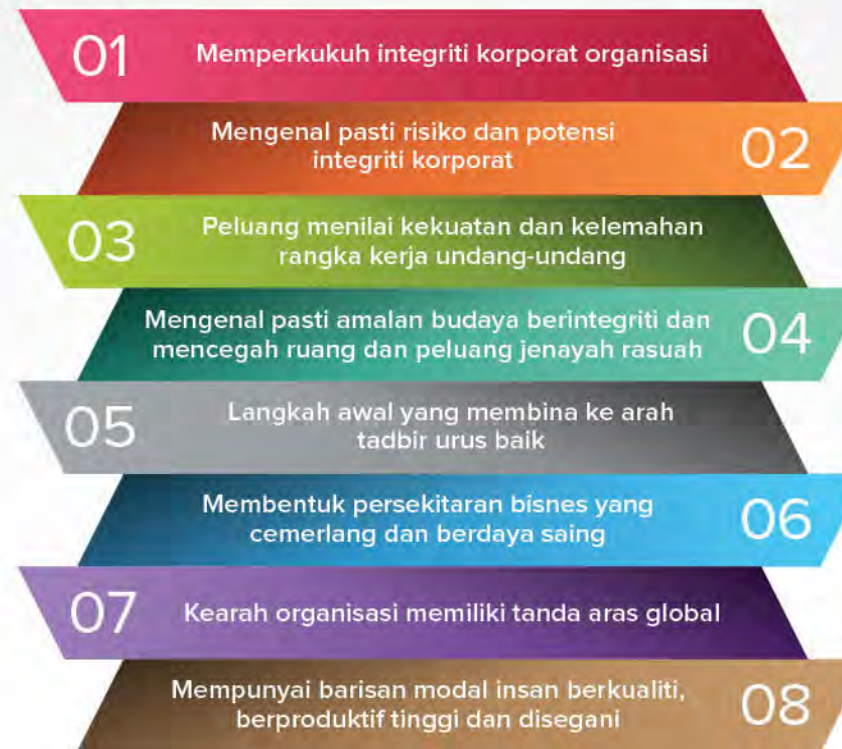 01
Memperkukuh integriti korporat organisasi
Mengenal pasti risiko dan potensi
integriti korporat
02
03
Peluang menilai kekuatan dan kelemahan
rangka kerja undang-undang
Mengenal pasti amalan budaya berintegriti dan
mencegah ruang dan peluang jenayah rasuah
04
05
Langkah awal yang membina ke arah
tadbir urus baik
Membentuk persekitaran bisnes yang
cemerlang dan berdaya saing
06
07
Kearah organisasi memiliki tanda aras global
Mempunyai barisan modal insan berkualiti,
berproduktif tinggi dan disegani
08